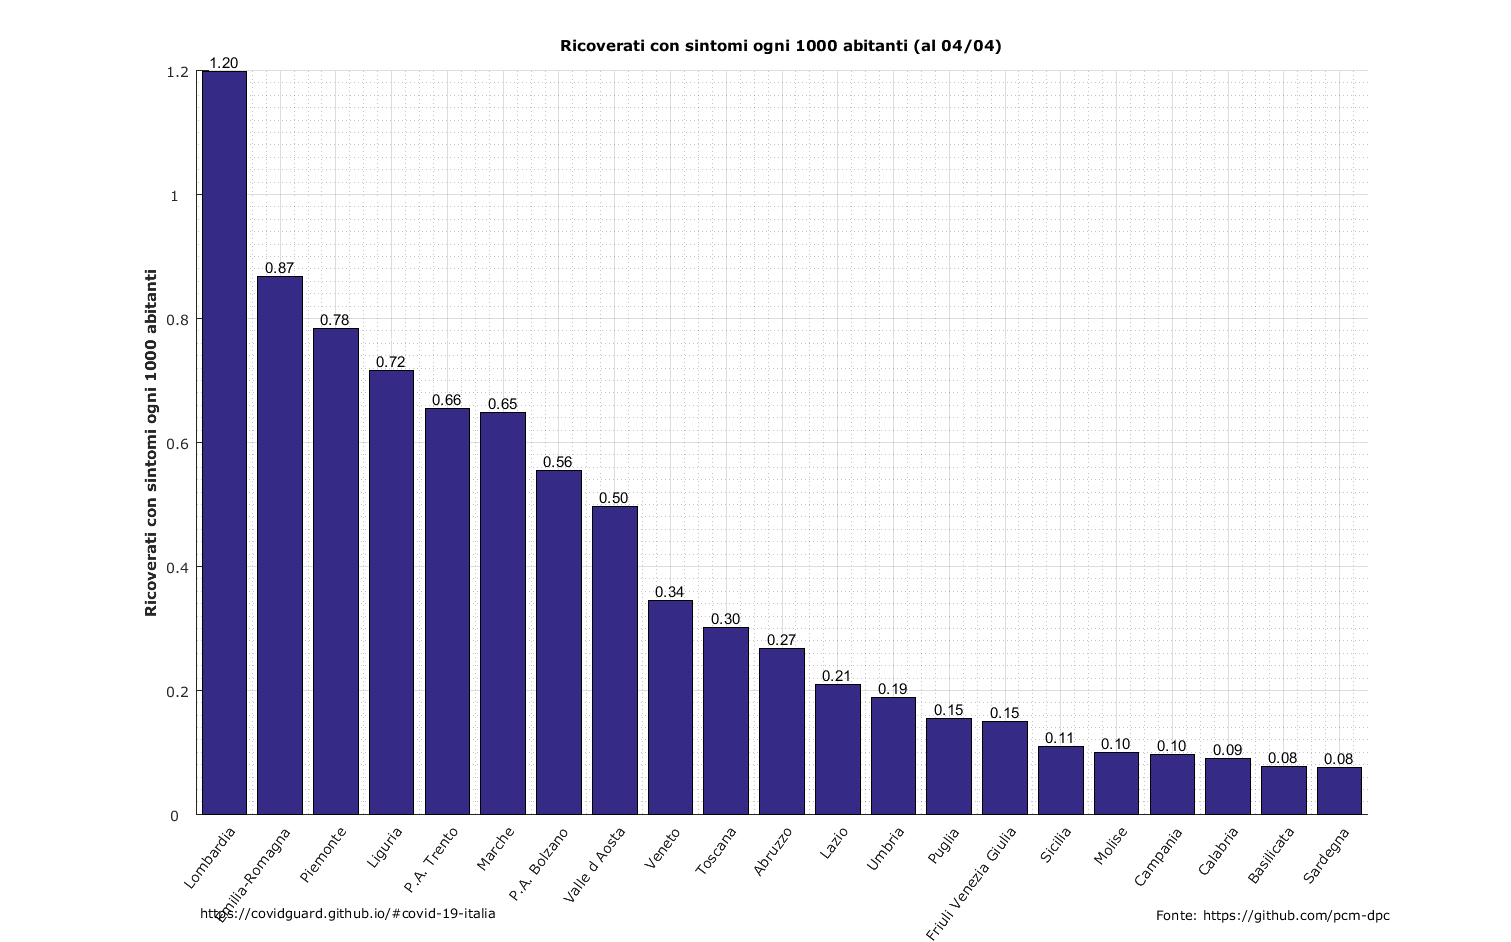 Ricoverati con sintomi ogni 1000 abitanti (al 04/04)
Ricoverati con sintomi ogni 1000 abitanti
1.2
1
0.8
0.6
0.4
0.2
0
1.20
0.87
0.78
0.72
0.66
0.65
0.56
0.50
0.34
0.30
0.27
0.21
0.19
0.15
0.15
0.11
0.10
0.10
0.09
0.08
0.08
Lombardia
Emilia-Romagna
Piemonte
Liguria
P.A. Trento
Marche
P.A. Bolzano
Valle d Aosta
Veneto
Toscana
Abruzzo
Lazio
Umbria
Puglia
Friuli Venezia Giulia
Sicilia
Molise
Campania
Calabria
Basilicata
Sardegna
https://covidguard.github.io/#covid-19-italia
Fonte: https://github.com/pcm-dpc